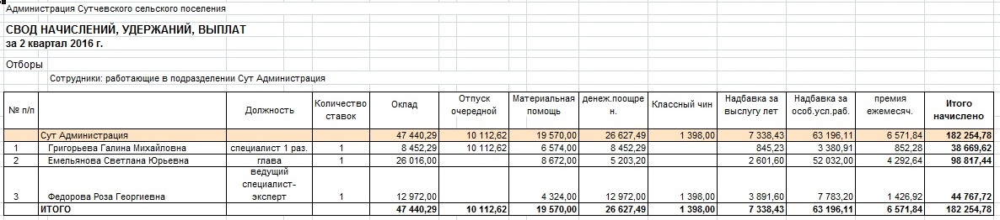 Администрация Сутчевского сельского поселения
СВОД НАЧИСЛЕНИЙ, УДЕРЖАНИЙ, ВЫПЛАТ
за 2 квартал 2016 г.
Отборы
Сотрудники: работающие в подразделении Сут Администрация
№ п/п Должность Количество ставок Оклад Отпуск очередной Материальная помощь денеж.поощрен. Классный чин Надбавка за выслугу лет Надбавка за особ.усл.раб. премия ежемесяч. Итого начислено
Сут Администрация 47 440,29 10 112,62 19 570,00 26 627,49 1 398,00 7 338,43 63 196,11 6 571,84 182 254,78
1 Григорьева Галина Михайловна специалист 1 раз. 1 8 452,29 10 112,62 6 574,00 8 452,29 845,23 3 380,91 852,28 38 669,62
2 Емельянова Светлана Юрьевна глава 1 26 016,00 8 672,00 5 203,20 2 601,60 52 032,00 4 292,64 98 817,44
3 Федорова Роза Георгиевна ведущий специалист-эксперт 1 12 972,00 4 324,00 12 972,00 1 398,00 3 891,60 7 783,20 1 426,92 44 767,72
ИТОГО 47 440,29 10 112,62 19 570,00 26 627,49 1 398,00 7 338,43 63 196,11 6 571,84 182 254,78